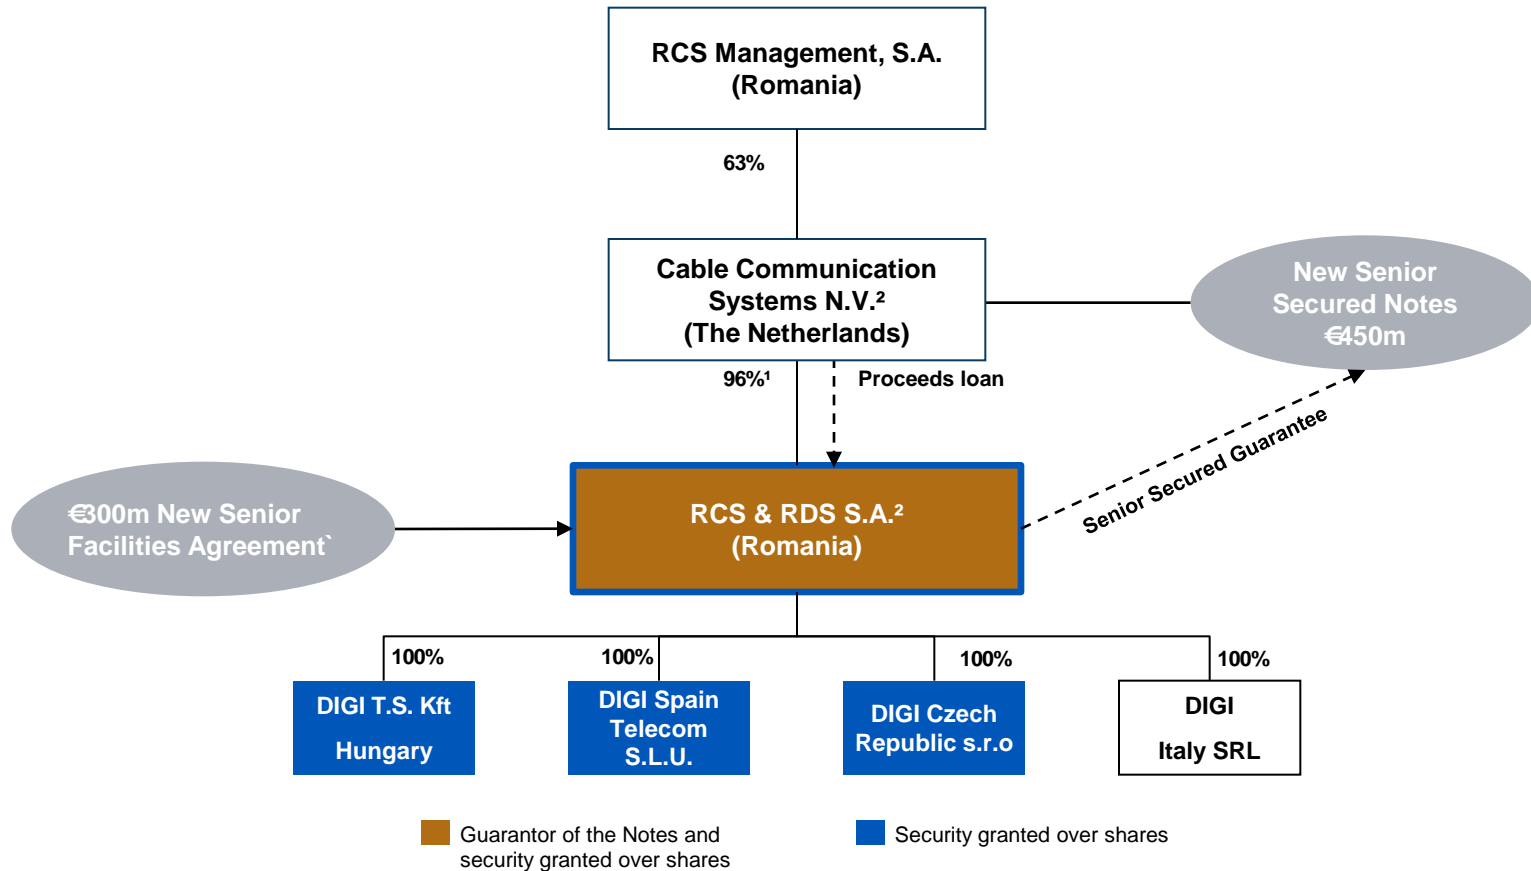 RCS Management, S.A.
(Romania)
63%
Cable Communication
Systems N.V.²
(The Netherlands)
New Senior
Secured Notes
€450m
96%¹
Proceeds loan
Senior Secured Guarantee
€300m New Senior
Facilities Agreement`
RCS & RDS S.A.²
(Romania)
100%
100%
100%
100%
DIGI T.S. Kft
Hungary
DIGI Spain
Telecom
S.L.U.
DIGI Czech
Republic s.r.o
DIGI
Italy SRL
Guarantor of the Notes and
security granted over shares
Security granted over shares